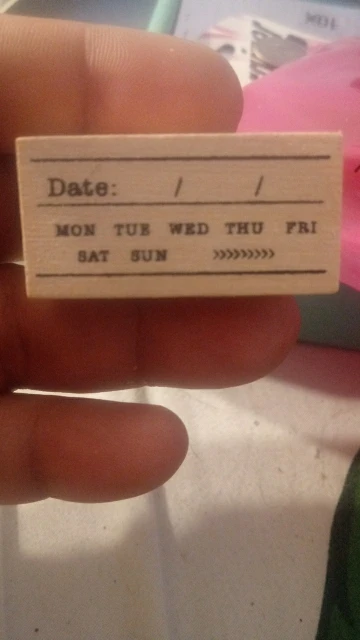 Date: / /
MON TUE WED THU FRI
SAT SUN »»»»»